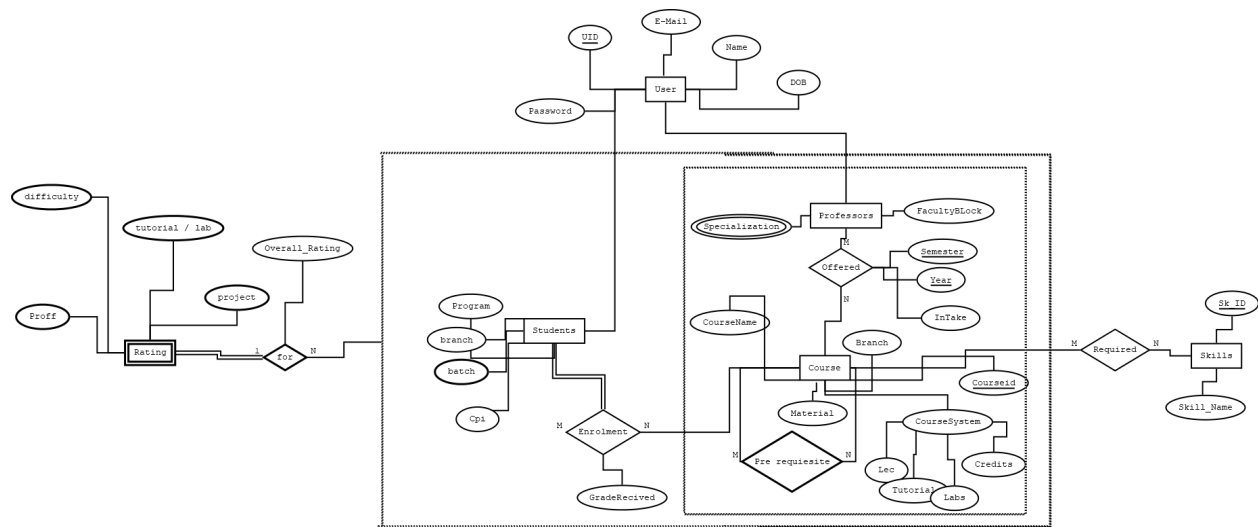 E-Mail
UID
Name
DOB
User
Password
difficulty
tutorial / lab
Overall_Rating
project
Proff
Rating
1
for
N
Professors
FacultyBLock
Specialization
M
Offered
Semester
Year
N
InTake
CourseName
Branch
Program
Students
branch
batch
Cpi
Course
Courseid
Material
M
Enrolment
N
GradeRecived
M
Pre requiesite
N
CourseSystem
Lec
Tutorial
Labs
Credits
M
Required
N
Sk_ID
Skills
Skill_Name